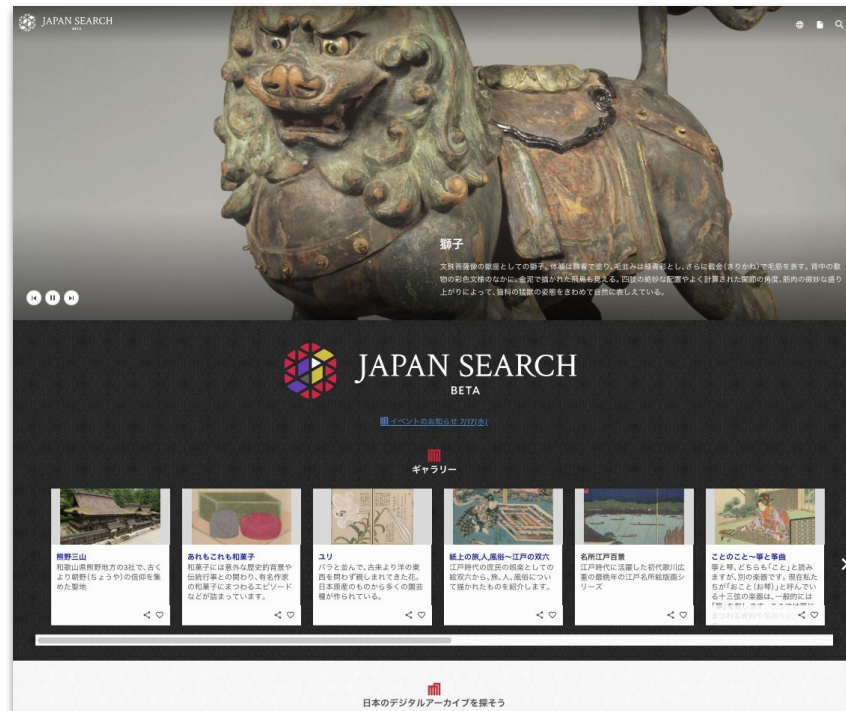 JAPAN SEARCH
BETA
獅子
文殊菩薩像の獣座としての獅子。体軀は群青で塗り、毛並みは緑青彩とし、さらに截金(きりかね)で毛筋を表す。背中の敷
物の彩色文様のなかに、金泥で描かれた飛鳥も見える。四肢の絶妙な配置やよく計算された関節の角度、筋肉の微妙な盛り
上がりによって、猫科の猛獣の姿態をきわめて自然に表しえている。
JAPAN SEARCH
BETA
イベントのお知らせ 7/17(水)
ギャラリー
熊野三山
和歌山県熊野地方の3社で、古く
より朝野(ちょうや)の信仰を集
めた聖地
あれもこれも和菓子
和菓子には意外な歴史的背景や
伝統行事との関わり、有名作家
の和菓子にまつわるエピソード
などが詰まっています。
ユリ
バラと並んで、古来より洋の東
西を問わず親しまれてきた花。
日本原産のものから多くの園芸
種が作られている。
紙上の旅、人、風俗〜江戸の双六
江戸時代の庶民の娯楽としての
絵双六から、旅、人、風俗につい
て描かれたものを紹介します。
名所江戸百景
江戸時代に活躍した初代歌川広
重の最晩年の江戸名所絵版画シ
リーズ
ことのこと〜箏と箏曲
箏と琴、どちらも「こと」と読み
ますが、別の楽器です。現在私た
ちが「おこと(お琴)」と呼んでい
る十三弦の楽器は、一般的には
日本のデジタルアーカイブを探そう